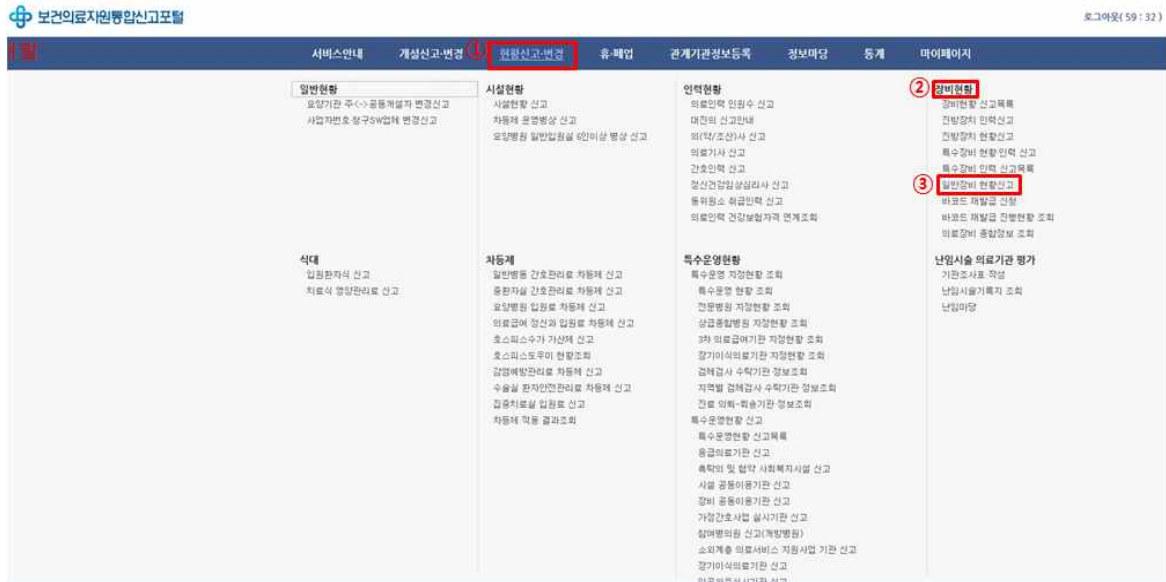 보건의료자원통합신고포털
로그아웃( 59 : 32 )
서비스안내 개설신고·변경 ① 현황신고·변경 휴·폐업 관계기관정보등록 정보마당 통계 마이페이지
일반현황
요양기관 주<->공동개설자 변경신고
사업자번호·청구SW업체 변경신고
시설현황
시설현황 신고
차등제 운영병상 신고
요양병원 일반입원실 6인이상 병상 신고
인력현황
의료인력 인원수 신고
대진의 신고안내
의(약/조산)사 신고
의료기사 신고
간호인력 신고
정신건강임상심리사 신고
동위원소 취급인력 신고
의료인력 건강보험자격 연계조회
② 장비현황
장비현황 신고목록
진방장치 인력신고
진방장치 현황신고
특수장비 현황·인력 신고
특수장비 인력 신고목록
③ 일반장비 현황신고
바코드 재발급 신청
바코드 재발급 진행현황 조회
의료장비 종합정보 조회
식대
입원환자식 신고
치료식 영양관리료 신고
차등제
일반병동 간호관리료 차등제 신고
중환자실 간호관리료 차등제 신고
요양병원 입원료 차등제 신고
의료급여 정신과 입원료 차등제 신고
호스피스수가 가산제 신고
호스피스도우미 현황조회
감염예방관리료 차등제 신고
수술실 환자안전관리료 차등제 신고
집중치료실 입원료 신고
차등제 적용 결과조회
특수운영현황
특수운영 지정현황 조회
특수운영 현황 조회
전문병원 지정현황 조회
상급종합병원 지정현황 조회
3차 의료급여기관 지정현황 조회
장기이식의료기관 지정현황 조회
검체검사 수탁기관 정보조회
지역별 검체검사 수탁기관 정보조회
진료 의뢰-회송기관 정보조회
특수운영현황 신고
특수운영현황 신고목록
응급의료기관 신고
촉탁의 및 협약 사회복지시설 신고
시설 공동이용기관 신고
장비 공동이용기관 신고
가정간호사업 실시기관 신고
참여병의원 신고(개방병원)
소외계층 의료서비스 지원사업 기관 신고
장기이식의료기관 신고
난임시술 의료기관 평가
기관조사표 작성
난임시술기록지 조회
난임마당